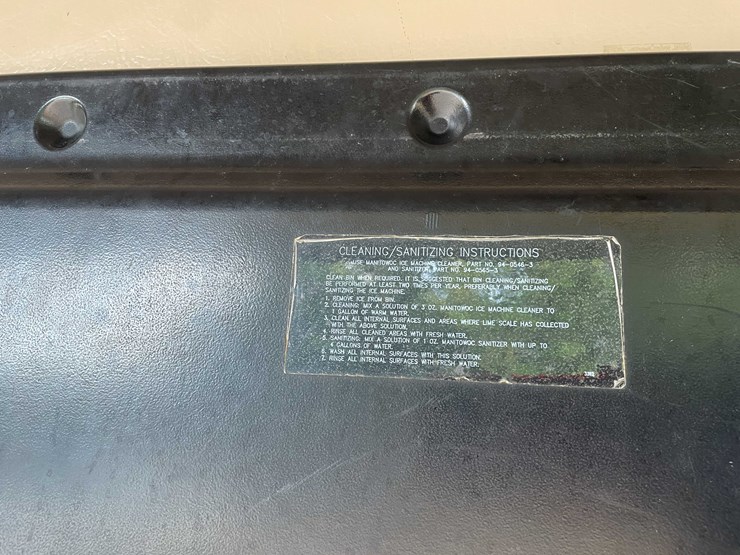 CLEANING/SANITIZING INSTRUCTIONS
USE MANITOWOC ICE MACHINE CLEANER, PART NO. 94-0546-3
AND SANITIZER, PART NO. 94-0565-3
CLEAN BIN WHEN REQUIRED. IT IS SUGGESTED THAT BIN CLEANING/SANITIZING
BE PERFORMED AT LEAST TWO TIMES PER YEAR, PREFERABLY WHEN CLEANING/
SANITIZING THE ICE MACHINE.
1. REMOVE ICE FROM BIN.
2. CLEANING: MIX A SOLUTION OF 3 OZ. MANITOWOC ICE MACHINE CLEANER TO
1 GALLON OF WARM WATER.
3. CLEAN ALL INTERNAL SURFACES AND AREAS WHERE LIME SCALE HAS COLLECTED
WITH THE ABOVE SOLUTION.
4. RINSE ALL CLEANED AREAS WITH FRESH WATER.
5. SANITIZING: MIX A SOLUTION OF 1 OZ. MANITOWOC SANITIZER WITH UP TO
4 GALLONS OF WATER.
6. WASH ALL INTERNAL SURFACES WITH THIS SOLUTION.
7. RINSE ALL INTERNAL SURFACES WITH FRESH WATER.